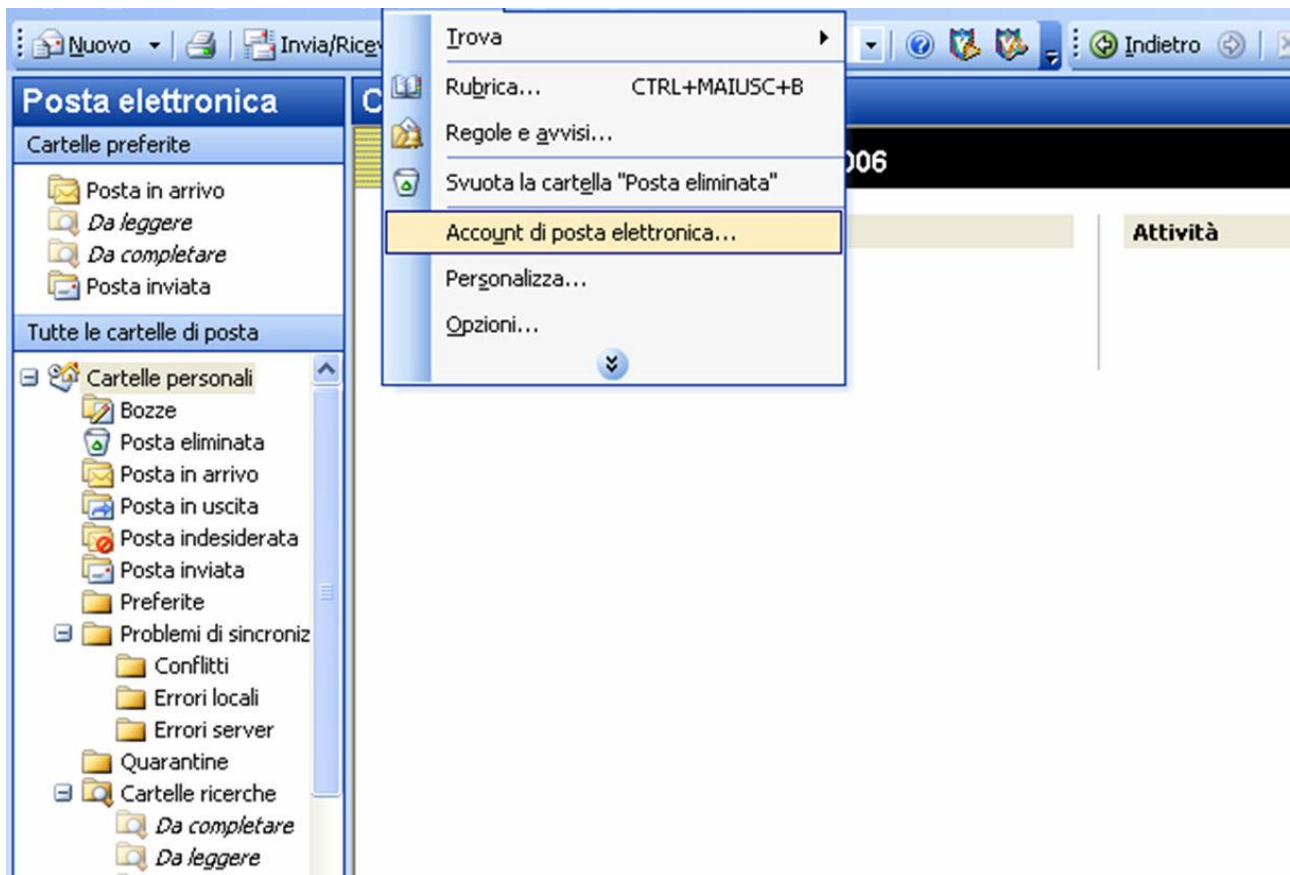 Nuovo
Invia/Ricev
Indietro
Trova
Rubrica... CTRL+MAIUSC+B
Regole e avvisi...
Svuota la cartella "Posta eliminata"
Account di posta elettronica...
Personalizza...
Opzioni...
Posta elettronica
C
Cartelle preferite
Posta in arrivo
Da leggere
Da completare
Posta inviata
006
Attività
Tutte le cartelle di posta
Cartelle personali
Bozze
Posta eliminata
Posta in arrivo
Posta in uscita
Posta indesiderata
Posta inviata
Preferite
Problemi di sincroniz
Conflitti
Errori locali
Errori server
Quarantine
Cartelle ricerche
Da completare
Da leggere